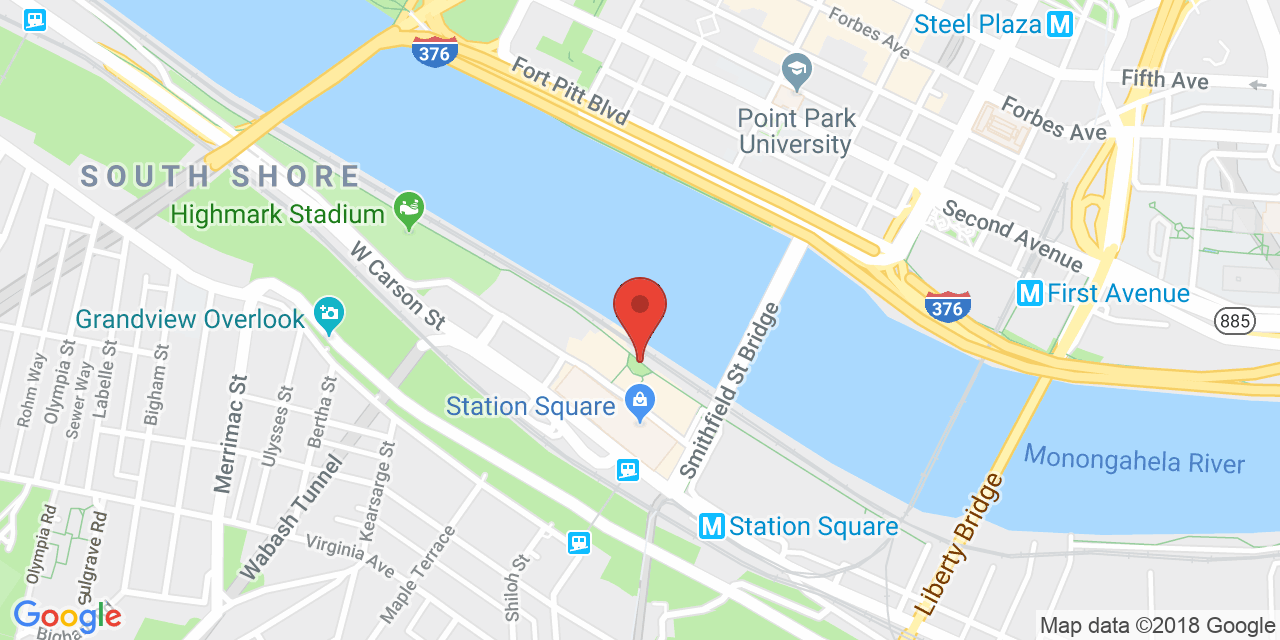 Steel Plaza M
376
Forbes Ave
Fifth Ave
Fort Pitt Blvd
Forbes Ave
Point Park
University
SOUTH SHORE
Highmark Stadium
Second Avenue
W Carson St
M First Avenue
376
885
Grandview Overlook
Smithfield St Bridge
Rohm Way
Olympia St
Sewer Way
Labelle St
Bigham St
Merrimac St
Ulysses St
Bertha St
Station Square
Kearsarge St
Wabash Tunnel
Monongahela River
Olympia Rd
Sulgrave Rd
Virginia Ave
Maple Terrace
Shiloh St
M Station Square
Liberty Bridge
Google
Map data ©2018 Google